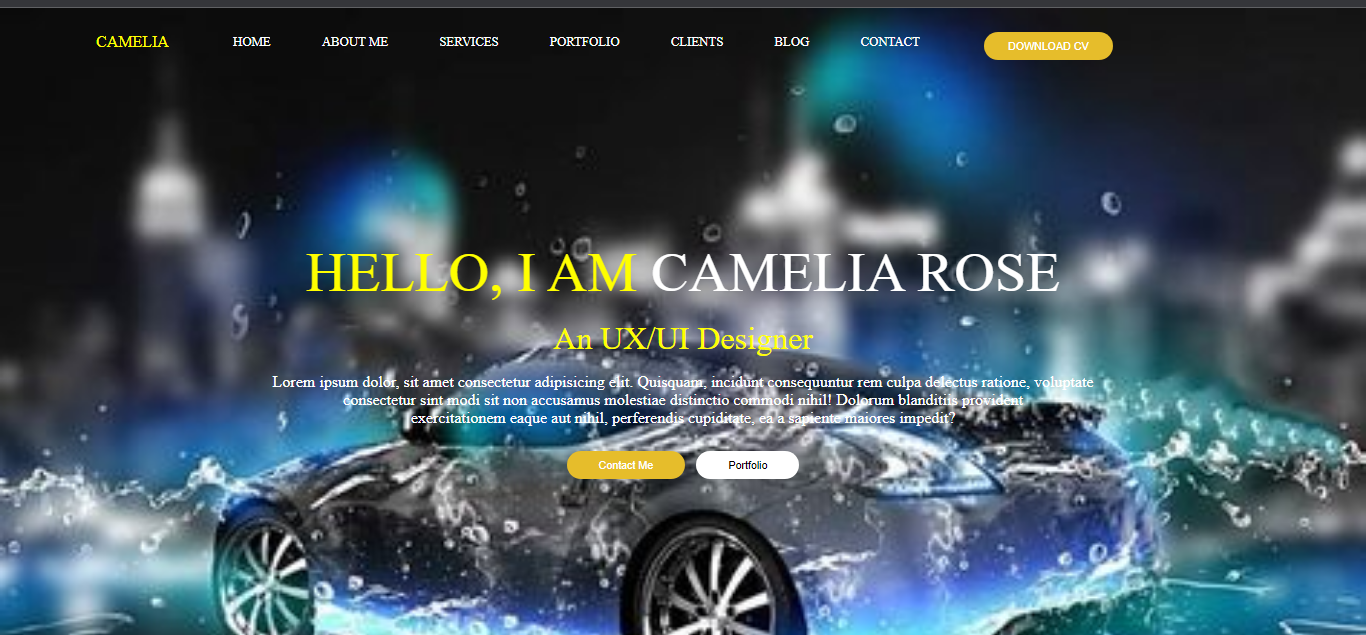 CAMELIA HOME ABOUT ME SERVICES PORTFOLIO CLIENTS BLOG CONTACT DOWNLOAD CV
HELLO, I AM CAMELIA ROSE
An UX/UI Designer
Lorem ipsum dolor, sit amet consectetur adipisicing elit. Quisquam, incidunt consequuntur rem culpa delectus ratione, voluptate
consectetur sint modi sit non accusamus molestiae distinctio commodi nihil! Dolorum blanditiis provident
exercitationem eaque aut nihil, perferendis cupiditate, ea a sapiente maiores impedit?
Contact Me Portfolio